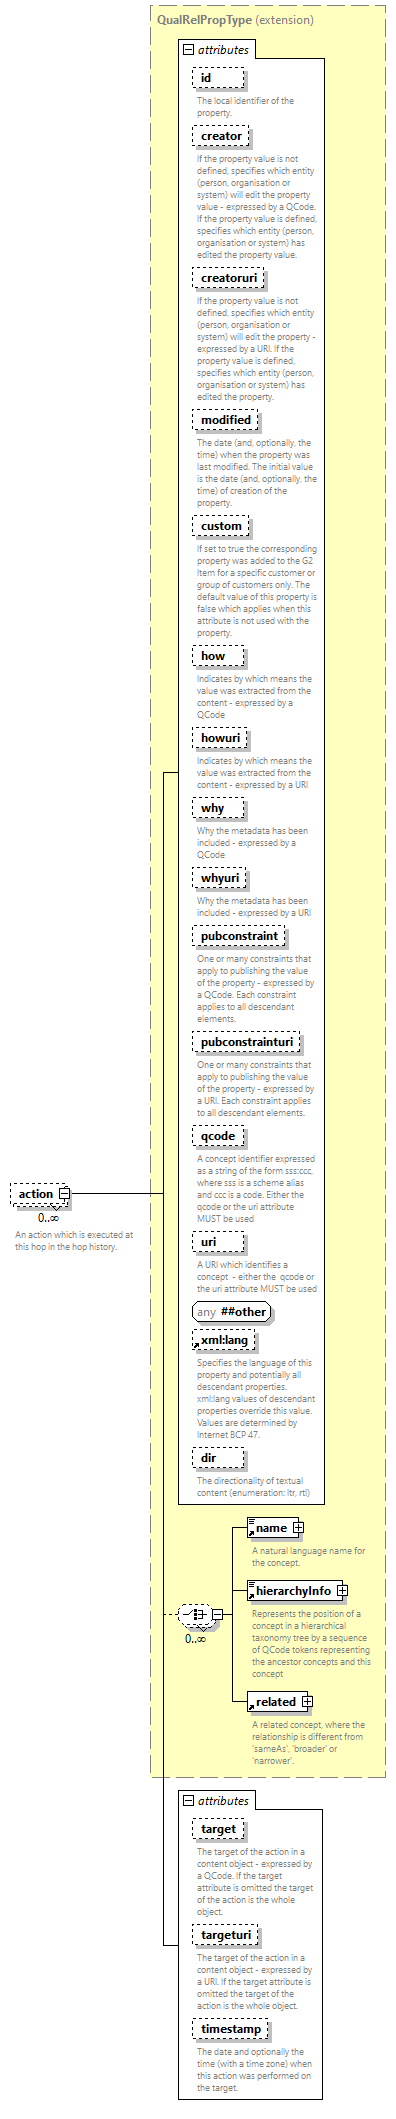 QualRelPropType (extension)
attributes
id
The local identifier of the
property.
creator
If the property value is not
defined, specifies which entity
(person, organisation or
system) will edit the property
value - expressed by a QCode.
If the property value is defined,
specifies which entity (person,
organisation or system) has
edited the property value.
creatoruri
If the property value is not
defined, specifies which entity
(person, organisation or
system) will edit the property -
expressed by a URI. If the
property value is defined,
specifies which entity (person,
organisation or system) has
edited the property.
modified
The date (and, optionally, the
time) when the property was
last modified. The initial value
is the date (and, optionally, the
time) of creation of the
property.
custom
If set to true the corresponding
property was added to the G2
Item for a specific customer or
group of customers only. The
default value of this property is
false which applies when this
attribute is not used with the
property.
how
Indicates by which means the
value was extracted from the
content - expressed by a
QCode
howuri
Indicates by which means the
value was extracted from the
content - expressed by a URI
why
Why the metadata has been
included - expressed by a
QCode
whyuri
Why the metadata has been
included - expressed by a URI
pubconstraint
One or many constraints that
apply to publishing the value
of the property - expressed by
a QCode. Each constraint
applies to all descendant
elements.
pubconstrainturi
One or many constraints that
apply to publishing the value
of the property - expressed by
a URI. Each constraint applies
to all descendant elements.
qcode
A concept identifier expressed
as a string of the form sss:ccc,
where sss is a scheme alias
and ccc is a code. Either the
qcode or the uri attribute
MUST be used
action
0..∞
An action which is executed at
this hop in the hop history.
uri
A URI which identifies a
concept - either the qcode or
the uri attribute MUST be used
any ##other
xml:lang
Specifies the language of this
property and potentially all
descendant properties.
xml:lang values of descendant
properties override this value.
Values are determined by
Internet BCP 47.
dir
The directionality of textual
content (enumeration: ltr, rtl)
name
A natural language name for
the concept.
hierarchyInfo
0..∞
Represents the position of a
concept in a hierarchical
taxonomy tree by a sequence
of QCode tokens representing
the ancestor concepts and this
concept
related
A related concept, where the
relationship is different from
'sameAs', 'broader' or
'narrower'.
attributes
target
The target of the action in a
content object - expressed by
a QCode. If the target
attribute is omitted the target
of the action is the whole
object.
targeturi
The target of the action in a
content object - expressed by
a URI. If the target attribute is
omitted the target of the
action is the whole object.
timestamp
The date and optionally the
time (with a time zone) when
this action was performed on
the target.